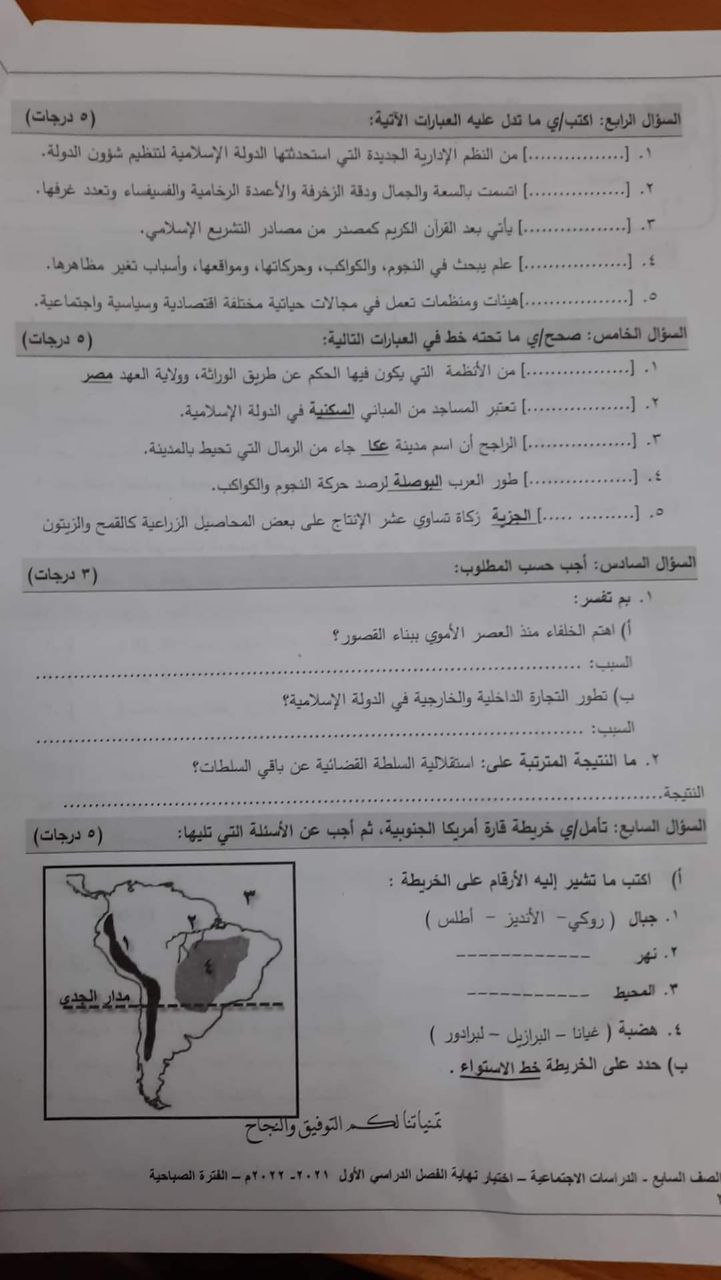 السؤال الرابع: اكتب/ي ما تدل عليه العبارات الآتية: (٥ درجات)
١. [................] من النظم الإدارية الجديدة التي استحدثتها الدولة الإسلامية لتنظيم شؤون الدولة.
٢. [................] اتسمت بالسعة والجمال ودقة الزخرفة والأعمدة الرخامية والفسيفساء وتعدد غرفها.
٣. [.................] يأتي بعد القرآن الكريم كمصدر من مصادر التشريع الإسلامي.
٤. [.................] علم يبحث في النجوم، والكواكب، وحركاتها، ومواقعها، وأسباب تغير مظاهرها.
٥. [.................] هيئات ومنظمات تعمل في مجالات حياتية مختلفة اقتصادية وسياسية واجتماعية.
السؤال الخامس: صحح/ي ما تحته خط في العبارات التالية: (٥ درجات)
١. [.................] من الأنظمة التي يكون فيها الحكم عن طريق الوراثة، وولاية العهد مصر
٢. [.................] تعتبر المساجد من المباني السكنية في الدولة الإسلامية.
٣. [.................] الراجح أن اسم مدينة عكا جاء من الرمال التي تحيط بالمدينة.
٤. [.................] طور العرب البوصلة لرصد حركة النجوم والكواكب.
٥. [......... .....] الجزية زكاة تساوي عشر الإنتاج على بعض المحاصيل الزراعية كالقمح والزيتون
السؤال السادس: أجب حسب المطلوب: (٣ درجات)
١. بم تفسر:
أ) اهتم الخلفاء منذ العصر الأموي ببناء القصور؟
السبب: ................................................................................
ب) تطور التجارة الداخلية والخارجية في الدولة الإسلامية؟
السبب: ................................................................................
٢. ما النتيجة المترتبة على: استقلالية السلطة القضائية عن باقي السلطات؟
النتيجة................................................................................
السؤال السابع: تأمل/ي خريطة قارة أمريكا الجنوبية، ثم أجب عن الأسئلة التي تليها: (٥ درجات)
أ) اكتب ما تشير إليه الأرقام على الخريطة :
١. جبال ( روكي- الأنديز – أطلس )
٢. نهر -------------
٣. المحيط ------------
٤. هضبة ( غيانا – البرازيل – لبرادور )
ب) حدد على الخريطة خط الاستواء .
٣
٢
١
٤
مدار الجدي
تمنياتنا لكم التوفيق والنجاح
الصف السابع - الدراسات الاجتماعية – اختبار نهاية الفصل الدراسي الأول ٢٠٢١- ٢٠٢٢م – الفترة الصباحية